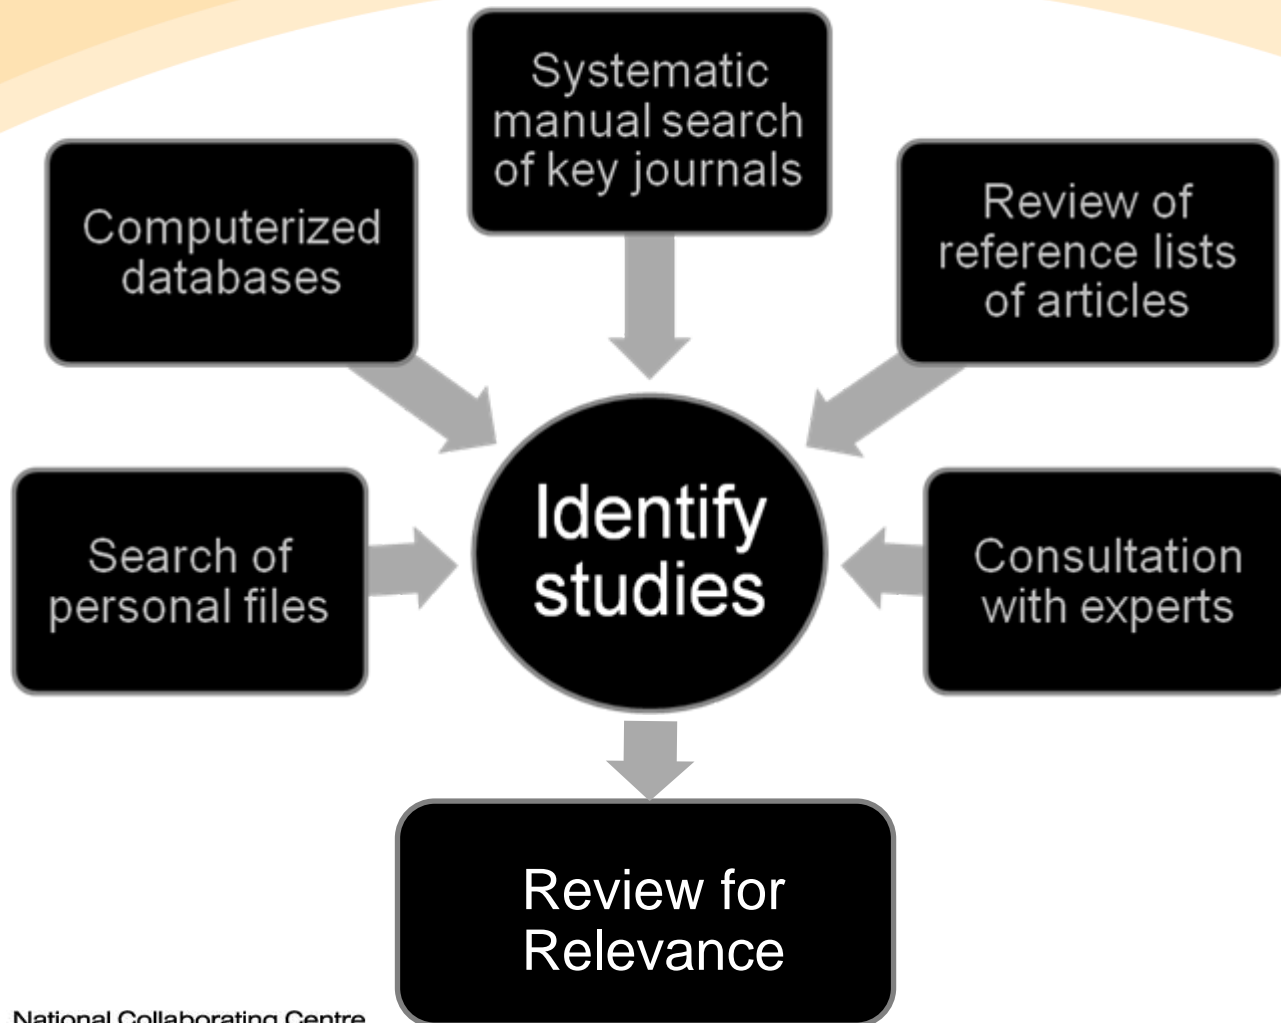 Systematic
manual search
of key journals
Computerized
databases
Review of
reference lists
of articles
Identify
studies
Search of
personal files
Consultation
with experts
Review for
Relevance
National Collaborating Centre